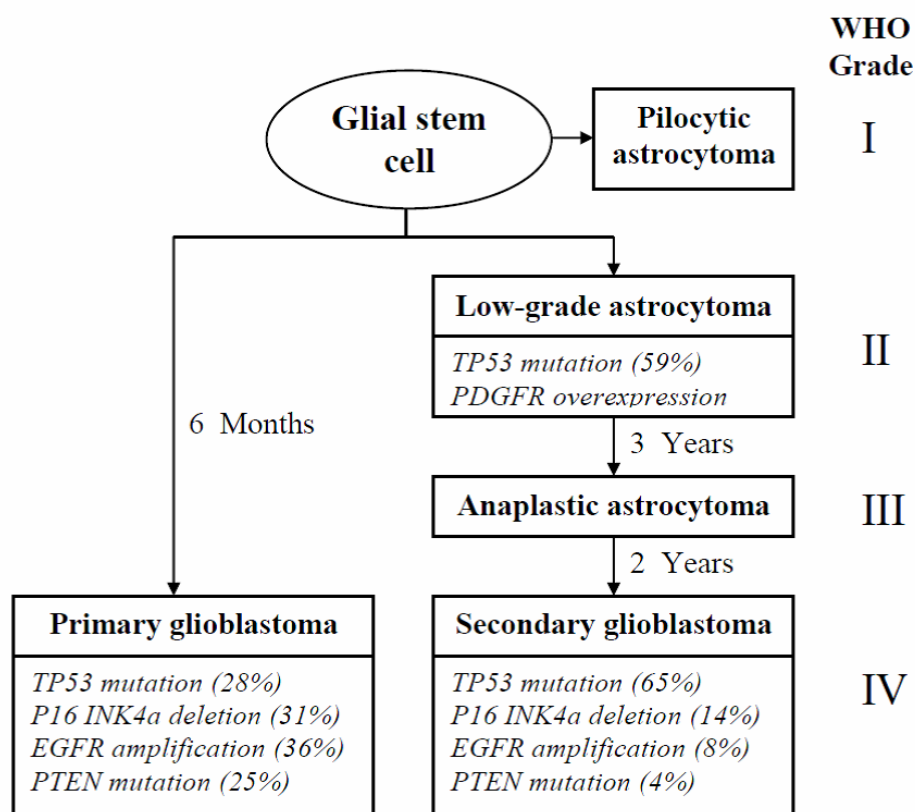 WHO
Grade
Glial stem
cell
Pilocytic
astrocytoma
I
Low-grade astrocytoma
TP53 mutation (59%)
PDGFR overexpression
II
6 Months
3 Years
Anaplastic astrocytoma
III
2 Years
Primary glioblastoma
TP53 mutation (28%)
P16 INK4a deletion (31%)
EGFR amplification (36%)
PTEN mutation (25%)
Secondary glioblastoma
TP53 mutation (65%)
P16 INK4a deletion (14%)
EGFR amplification (8%)
PTEN mutation (4%)
IV